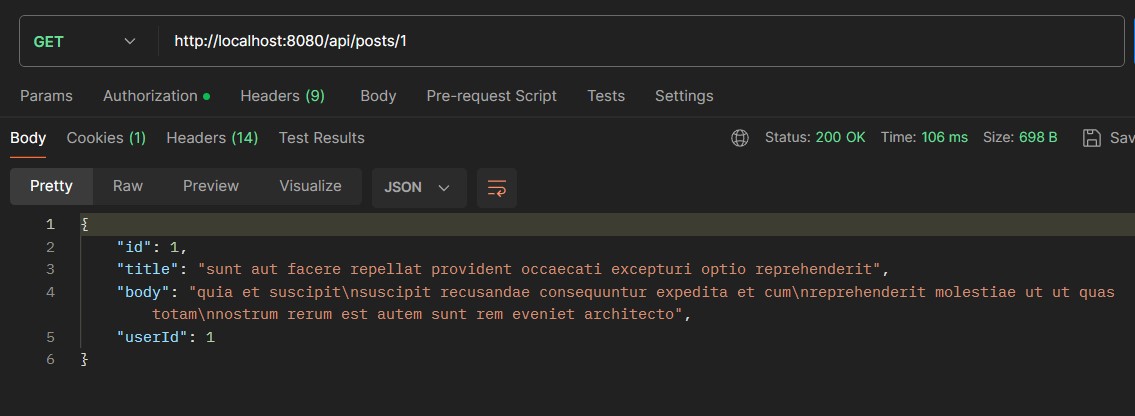 GET http://localhost:8080/api/posts/1
Params Authorization Headers (9) Body Pre-request Script Tests Settings
Body Cookies (1) Headers (14) Test Results Status: 200 OK Time: 106 ms Size: 698 B Sav
Pretty Raw Preview Visualize JSON
1 {
2 "id": 1,
3 "title": "sunt aut facere repellat provident occaecati excepturi optio reprehenderit",
4 "body": "quia et suscipit\nsuscipit recusandae consequuntur expedita et cum\nreprehenderit molestiae ut ut quas
totam\nnostrum rerum est autem sunt rem eveniet architecto",
5 "userId": 1
6 }